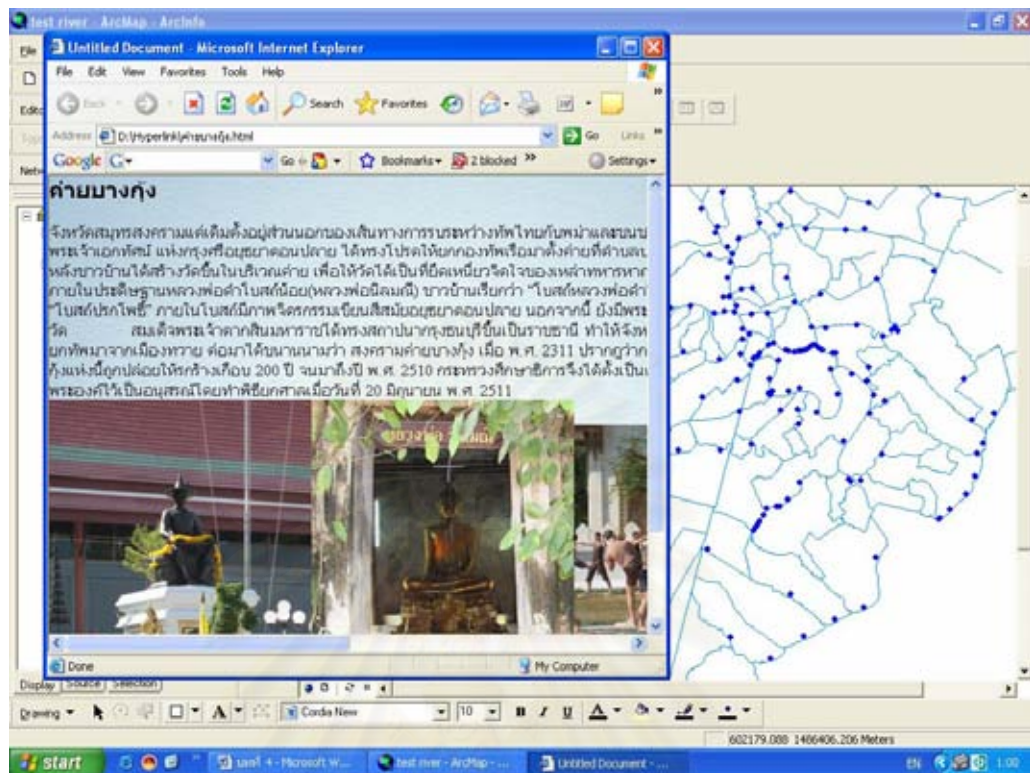 test river - ArcMap - ArcInfo
Untitled Document - Microsoft Internet Explorer
File Edit View Favorites Tools Help
Back Search Favorites
Address D:\Hyperlink\ค่ายบางกุ้ง.html Go Links
Google Go Bookmarks 2 blocked Settings
ค่ายบางกุ้ง
จังหวัดสมุทรสงครามแต่เดิมตั้งอยู่ส่วนนอกของเส้นทางการรบระหว่างทัพไทยกับพม่าและขนบ
พระเจ้าเอกทัศน์ แห่งกรุงศรีอยุธยาตอนปลาย ได้ทรงโปรดให้ยกกองทัพเรือมาตั้งค่ายที่ตำบลบ
หลังชาวบ้านได้สร้างวัดขึ้นในบริเวณค่าย เพื่อให้วัดได้เป็นที่ยึดเหนี่ยวจิตใจของเหล่าทหารหาก
ภายในประดิษฐานหลวงพ่อดำโบสถ์น้อย(หลวงพ่อนิลมณี) ชาวบ้านเรียกว่า "โบสถ์หลวงพ่อดำ
"โบสถ์ปรกโพธิ์" ภายในโบสถ์มีภาพจิตรกรรมเขียนสีสมัยอยุธยาตอนปลาย นอกจากนี้ ยังมีพระ
วัด สมเด็จพระเจ้าตากสินมหาราชได้ทรงสถาปนากรุงธนบุรีขึ้นเป็นราชธานี ทำให้จังห
ยกทัพมาจากเมืองทวาย ต่อมาได้ขนานนามว่า สงครามค่ายบางกุ้ง เมื่อ พ.ศ. 2311 ปรากฏว่าก
กุ้งแห่งนี้ถูกปล่อยให้รกร้างเกือบ 200 ปี จนมาถึงปี พ.ศ. 2510 กระทรวงศึกษาธิการจึงได้ตั้งเป็น
พระองค์ไว้เป็นอนุสรณ์โดยทำพิธียกศาลเมื่อวันที่ 20 มิถุนายน พ.ศ. 2511
Done My Computer
Display Source Selection
Drawing A Cordia New 10 B I U A
602179.088 1486406.206 Meters
start บทที่ 4 - Microsoft W... test river - ArcMap - ... Untitled Document - ... EN 1:00